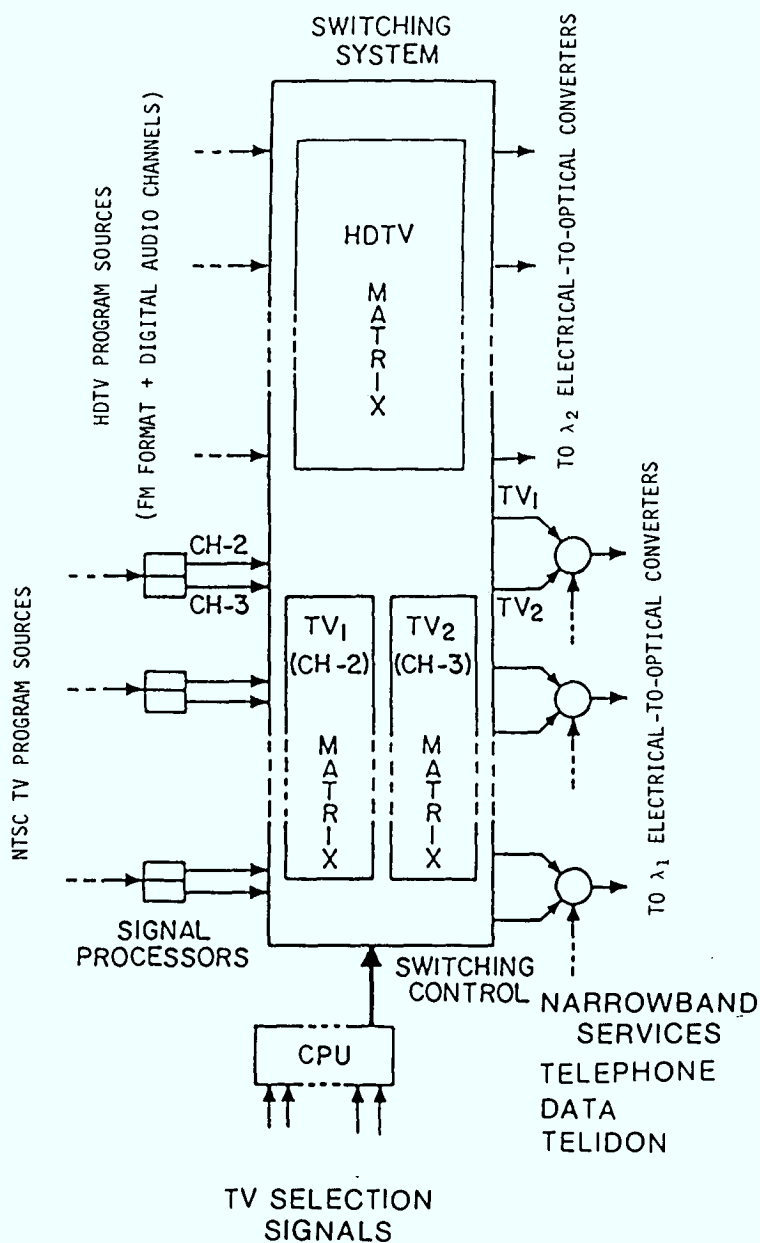 SWITCHING
SYSTEM
HDTV PROGRAM SOURCES
(FM FORMAT + DIGITAL AUDIO CHANNELS)
HDTV
MATRIX
TO λ2 ELECTRICAL-TO-OPTICAL CONVERTERS
NTSC TV PROGRAM SOURCES
CH-2
CH-3
TV1
(CH-2)
MATRIX
TV2
(CH-3)
MATRIX
TV1
TV2
TO λ1 ELECTRICAL-TO-OPTICAL CONVERTERS
SIGNAL
PROCESSORS
SWITCHING
CONTROL
CPU
NARROWBAND
SERVICES
TELEPHONE
DATA
TELIDON
TV SELECTION
SIGNALS